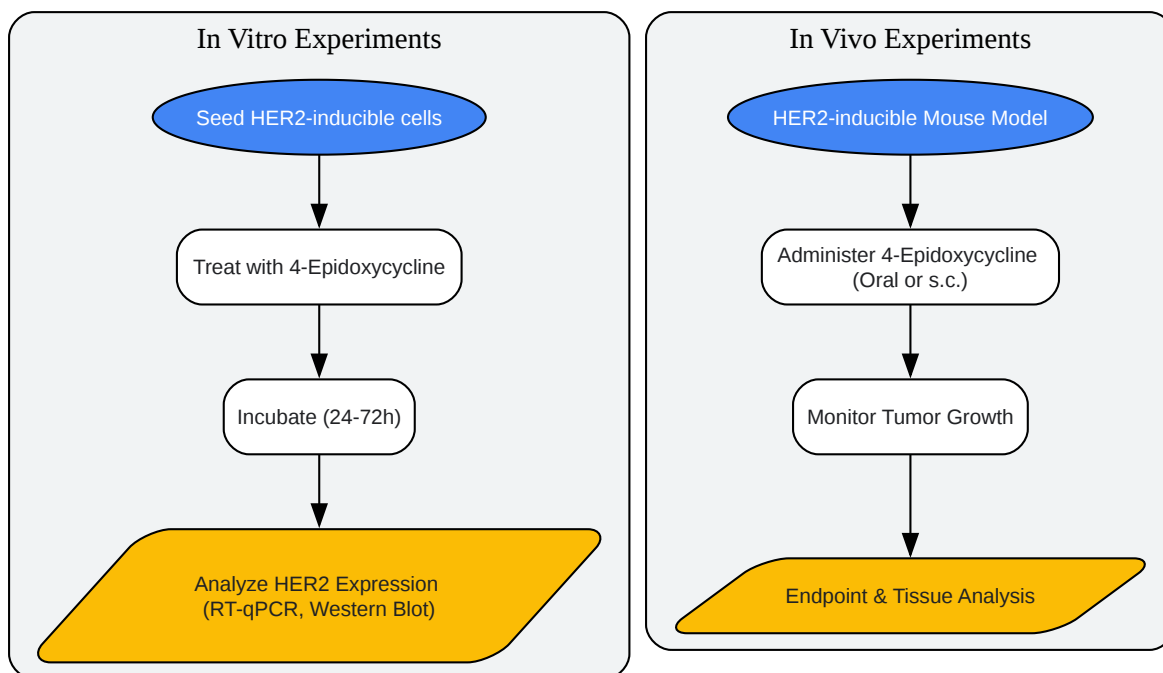 In Vitro Experiments
Seed HER2-inducible cells
Treat with 4-Epidoxycycline
Incubate (24-72h)
Analyze HER2 Expression
(RT-qPCR, Western Blot)
In Vivo Experiments
HER2-inducible Mouse Model
Administer 4-Epidoxycycline
(Oral or s.c.)
Monitor Tumor Growth
Endpoint & Tissue Analysis